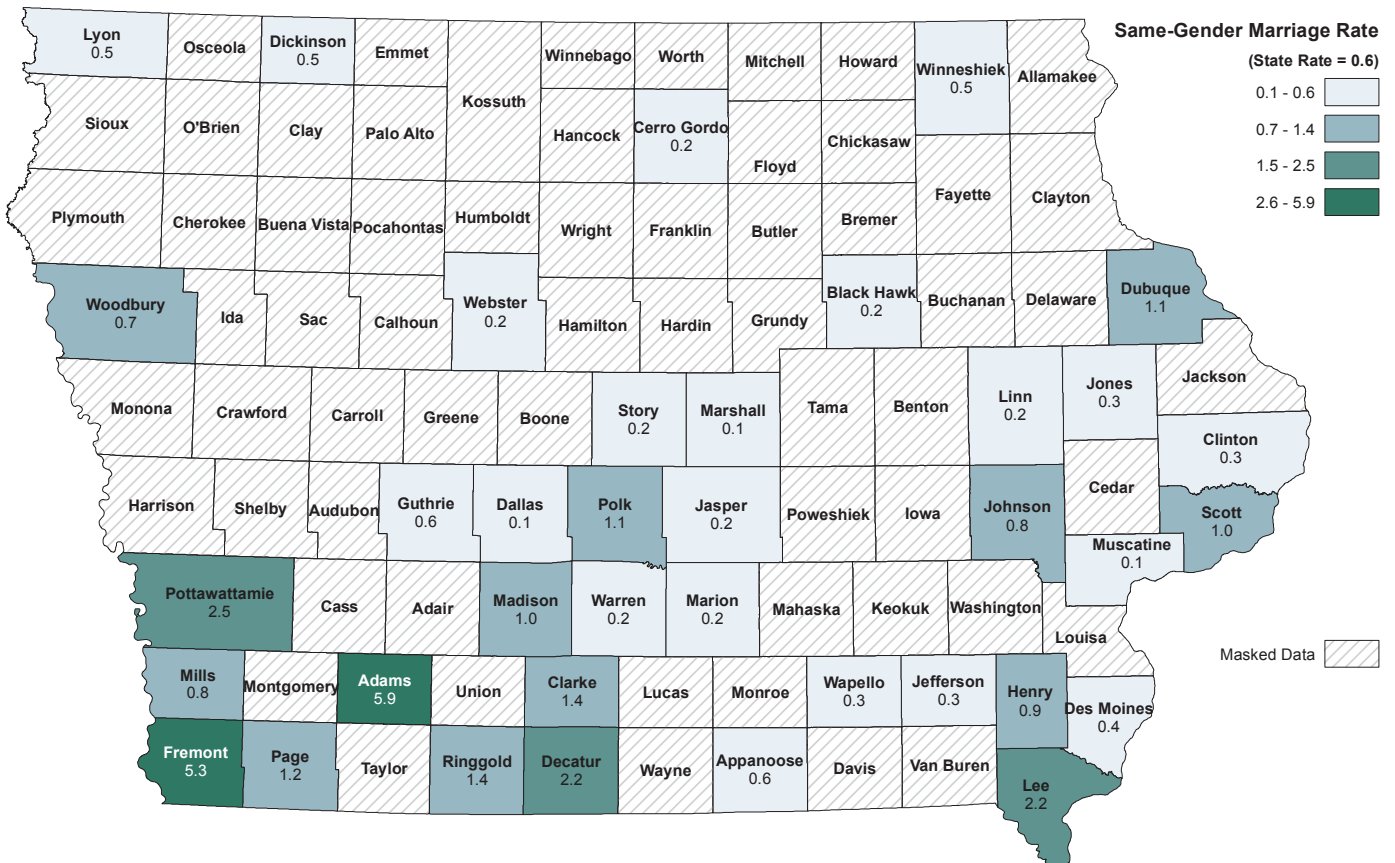 Same-Gender Marriage Rate
(State Rate = 0.6)
0.1 - 0.6
0.7 - 1.4
1.5 - 2.5
2.6 - 5.9
Masked Data
Lyon
0.5
Osceola
Dickinson
0.5
Emmet
Kossuth
Winnebago
Worth
Mitchell
Howard
Winneshiek
0.5
Allamakee
Sioux
O'Brien
Clay
Palo Alto
Hancock
Cerro Gordo
0.2
Floyd
Chickasaw
Fayette
Clayton
Plymouth
Cherokee
Buena Vista
Pocahontas
Humboldt
Wright
Franklin
Butler
Bremer
Woodbury
0.7
Ida
Sac
Calhoun
Webster
0.2
Hamilton
Hardin
Grundy
Black Hawk
0.2
Buchanan
Delaware
Dubuque
1.1
Monona
Crawford
Carroll
Greene
Boone
Story
0.2
Marshall
0.1
Tama
Benton
Linn
0.2
Jones
0.3
Jackson
Clinton
0.3
Harrison
Shelby
Audubon
Guthrie
0.6
Dallas
0.1
Polk
1.1
Jasper
0.2
Poweshiek
Iowa
Johnson
0.8
Cedar
Scott
1.0
Muscatine
0.1
Pottawattamie
2.5
Cass
Adair
Madison
1.0
Warren
0.2
Marion
0.2
Mahaska
Keokuk
Washington
Louisa
Mills
0.8
Montgomery
Adams
5.9
Union
Clarke
1.4
Lucas
Monroe
Wapello
0.3
Jefferson
0.3
Henry
0.9
Des Moines
0.4
Fremont
5.3
Page
1.2
Taylor
Ringgold
1.4
Decatur
2.2
Wayne
Appanoose
0.6
Davis
Van Buren
Lee
2.2